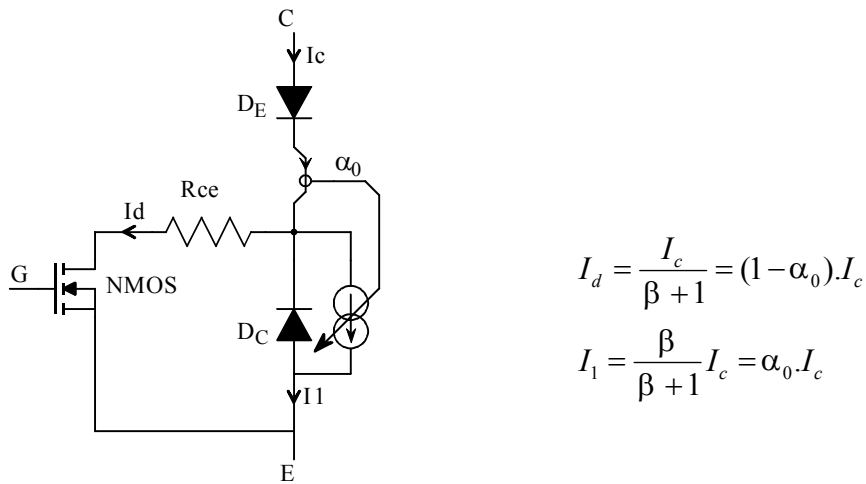 C
Ic
D_E
α_0
Rce
Id
G
NMOS
D_C
I1
E
I_d = I_c / (β + 1) = (1 − α_0).I_c
I_1 = β / (β + 1) I_c = α_0.I_c